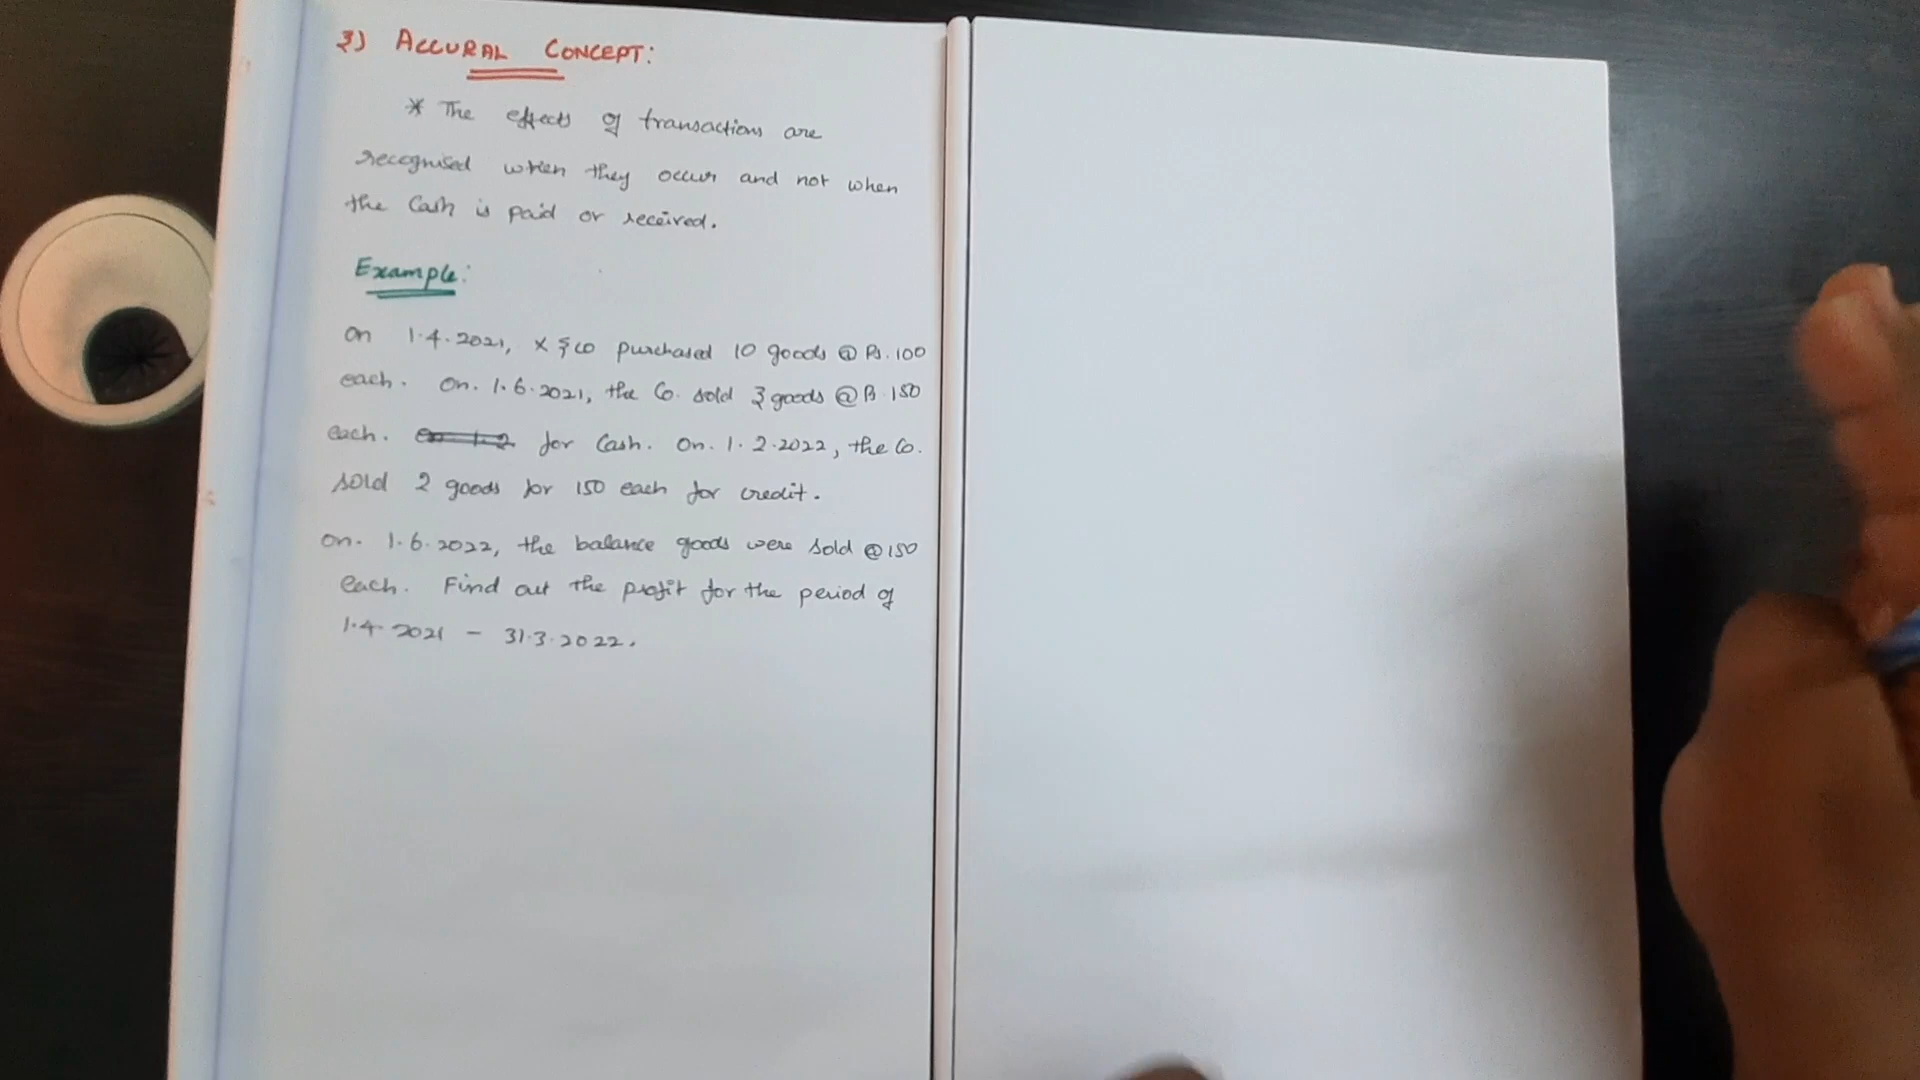 3) ACCURAL CONCEPT:
* The effects of transactions are
recognised when they occur and not when
the Cash is paid or received.
Example:
On 1.4.2021, X & CO purchased 10 goods @ Rs. 100
each. On. 1.6.2021, the Co. sold 3 goods @ Rs. 150
each. for Cash. On. 1.2.2022, the Co.
sold 2 goods for 150 each for credit.
On. 1.6.2022, the balance goods were sold @ 150
each. Find out the profit for the period of
1.4.2021 - 31.3.2022.